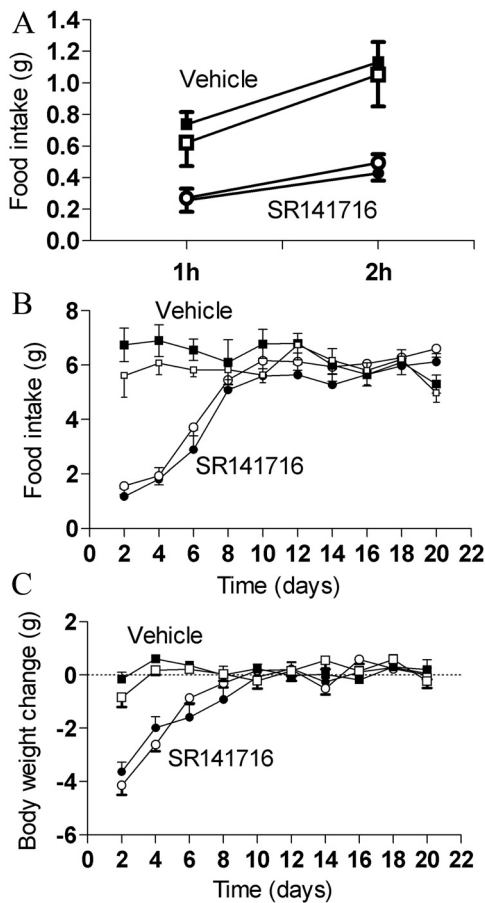 A
Food intake (g)
1.4
1.2
1.0
0.8
0.6
0.4
0.2
0.0
Vehicle
SR141716
1h 2h
B
Food intake (g)
8
6
4
2
0
Vehicle
SR141716
0 2 4 6 8 10 12 14 16 18 20 22
Time (days)
C
Body weight change (g)
2
0
-2
-4
-6
Vehicle
SR141716
0 2 4 6 8 10 12 14 16 18 20 22
Time (days)